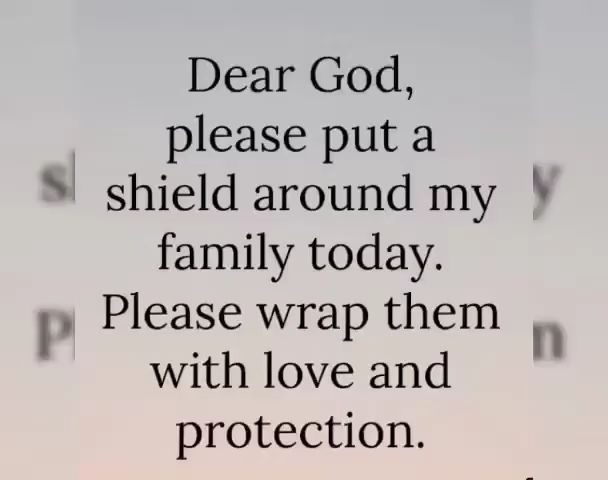 Dear God,
please put a
shield around my
family today.
Please wrap them
with love and
protection.